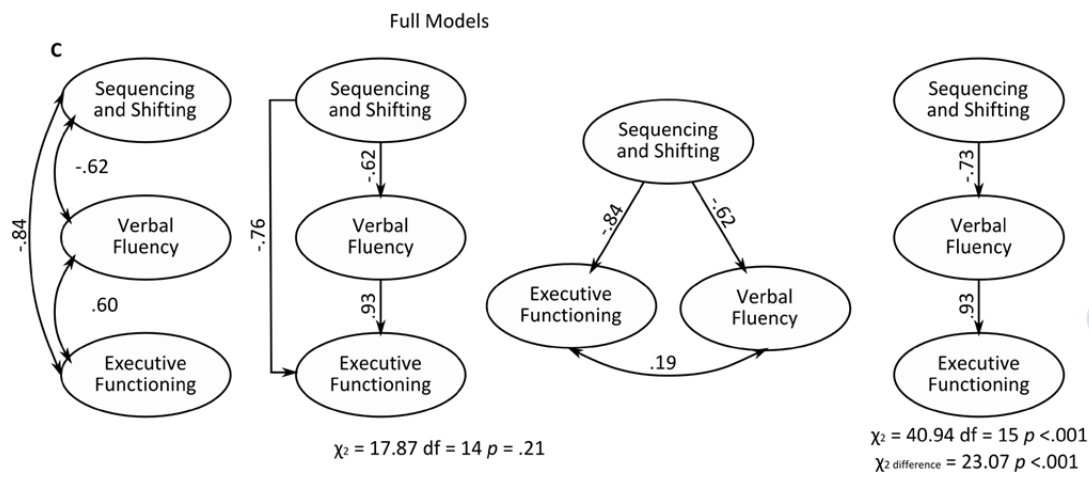 Full Models
C
Sequencing
and Shifting
-.62
-.84
Verbal
Fluency
.60
Executive
Functioning
Sequencing
and Shifting
-.62
-.76
Verbal
Fluency
.93
Executive
Functioning
Sequencing
and Shifting
-.84
-.62
Executive
Functioning
Verbal
Fluency
.19
χ2 = 17.87 df = 14 p = .21
Sequencing
and Shifting
-.73
Verbal
Fluency
.93
Executive
Functioning
χ2 = 40.94 df = 15 p <.001
χ2 difference = 23.07 p <.001